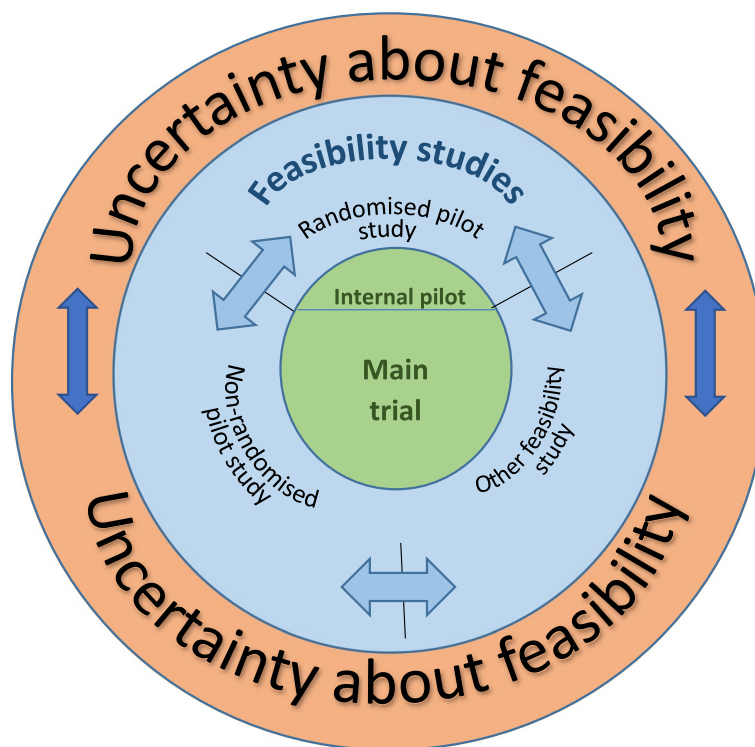 Uncertainty about feasibility
Feasibility studies
Randomised pilot
study
Internal pilot
Main
trial
Non-randomised
pilot study
Other feasibility
study
Uncertainty about feasibility